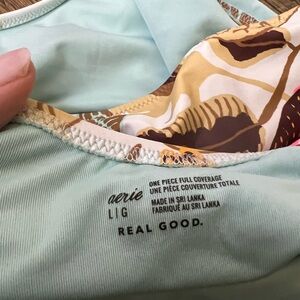 aerie
L|G
ONE PIECE FULL COVERAGE
UNE PIÈCE COUVERTURE TOTALE
MADE IN SRI LANKA
FABRIQUÉ AU SRI LANKA
REAL GOOD.